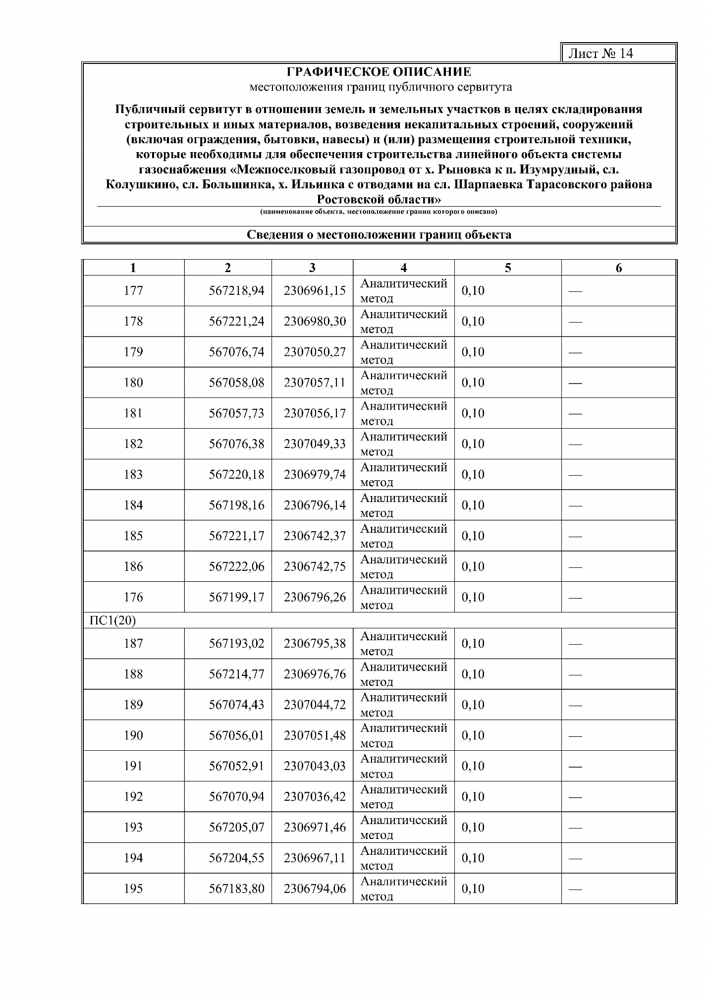 Лист № 14
ГРАФИЧЕСКОЕ ОПИСАНИЕ
местоположения границ публичного сервитута
Публичный сервитут в отношении земель и земельных участков в целях складирования
строительных и иных материалов, возведения некапитальных строений, сооружений
(включая ограждения, бытовки, навесы) и (или) размещения строительной техники,
которые необходимы для обеспечения строительства линейного объекта системы
газоснабжения «Межпоселковый газопровод от х. Рыновка к п. Изумрудный, сл.
Колушкино, сл. Большинка, х. Ильинка с отводами на сл. Шарпаевка Тарасовского района
Ростовской области»
(наименование объекта, местоположение границ которого описано)
Сведения о местоположении границ объекта
1 2 3 4 5 6
177 567218,94 2306961,15 Аналитический метод 0,10 —
178 567221,24 2306980,30 Аналитический метод 0,10 —
179 567076,74 2307050,27 Аналитический метод 0,10 —
180 567058,08 2307057,11 Аналитический метод 0,10 —
181 567057,73 2307056,17 Аналитический метод 0,10 —
182 567076,38 2307049,33 Аналитический метод 0,10 —
183 567220,18 2306979,74 Аналитический метод 0,10 —
184 567198,16 2306796,14 Аналитический метод 0,10 —
185 567221,17 2306742,37 Аналитический метод 0,10 —
186 567222,06 2306742,75 Аналитический метод 0,10 —
176 567199,17 2306796,26 Аналитический метод 0,10 —
ПС1(20)
187 567193,02 2306795,38 Аналитический метод 0,10 —
188 567214,77 2306976,76 Аналитический метод 0,10 —
189 567074,43 2307044,72 Аналитический метод 0,10 —
190 567056,01 2307051,48 Аналитический метод 0,10 —
191 567052,91 2307043,03 Аналитический метод 0,10 —
192 567070,94 2307036,42 Аналитический метод 0,10 —
193 567205,07 2306971,46 Аналитический метод 0,10 —
194 567204,55 2306967,11 Аналитический метод 0,10 —
195 567183,80 2306794,06 Аналитический метод 0,10 —